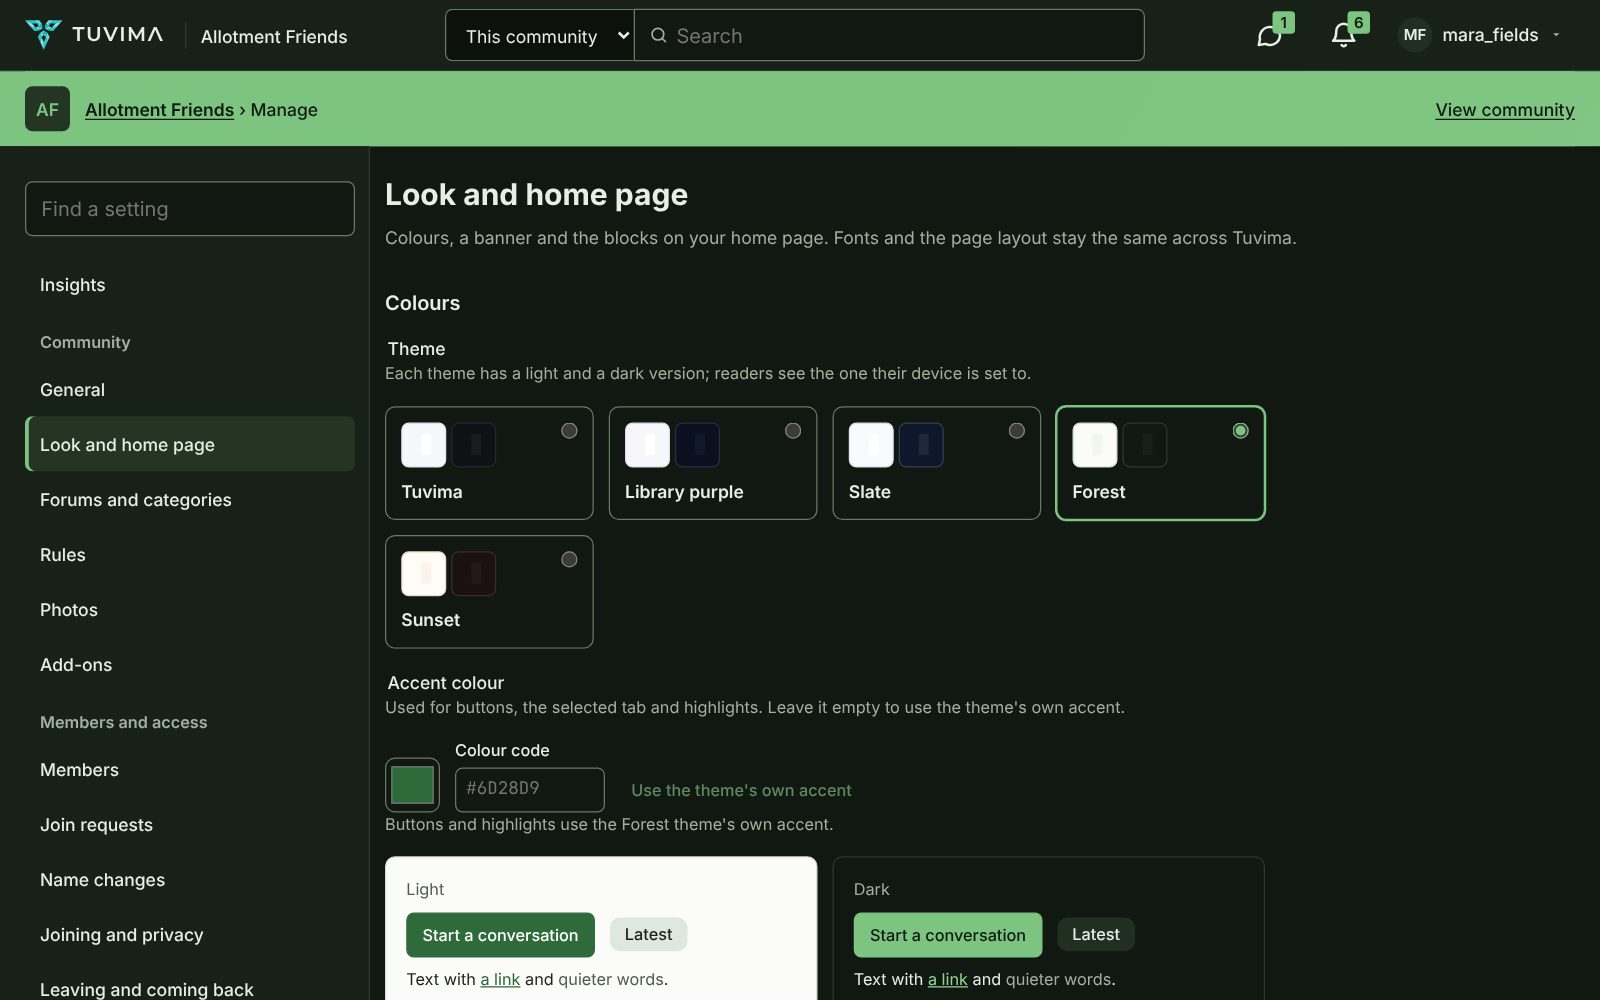 TUVIMA
Allotment Friends
This community
Search
1
6
MF
mara_fields
AF
Allotment Friends › Manage
View community
Find a setting
Insights
Community
General
Look and home page
Forums and categories
Rules
Photos
Add-ons
Members and access
Members
Join requests
Name changes
Joining and privacy
Leaving and coming back
Look and home page
Colours, a banner and the blocks on your home page. Fonts and the page layout stay the same across Tuvima.
Colours
Theme
Each theme has a light and a dark version; readers see the one their device is set to.
Tuvima
Library purple
Slate
Forest
Sunset
Accent colour
Used for buttons, the selected tab and highlights. Leave it empty to use the theme's own accent.
Colour code
#6D28D9
Use the theme's own accent
Buttons and highlights use the Forest theme's own accent.
Light
Start a conversation
Latest
Text with a link and quieter words.
Dark
Start a conversation
Latest
Text with a link and quieter words.